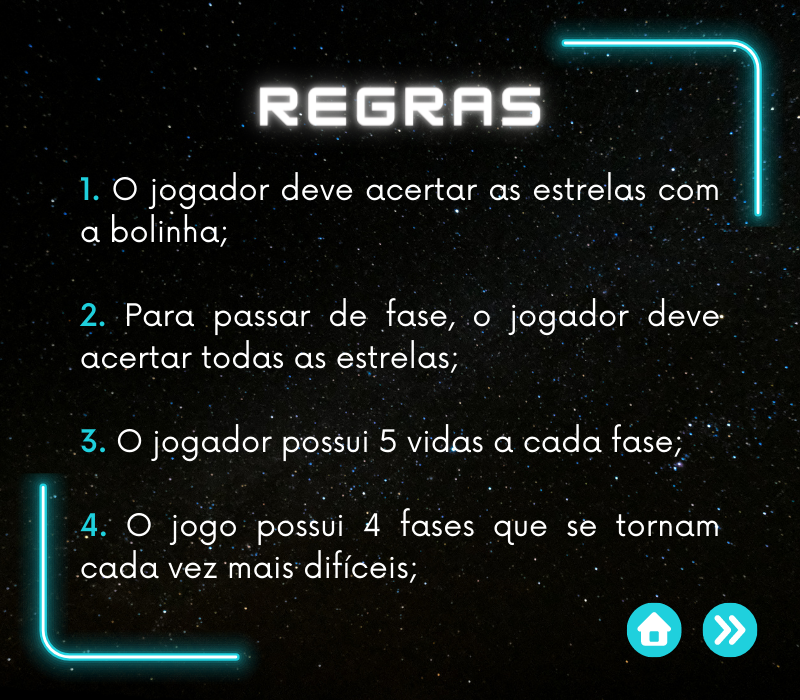 REGRAS
1. O jogador deve acertar as estrelas com
a bolinha;
2. Para passar de fase, o jogador deve
acertar todas as estrelas;
3. O jogador possui 5 vidas a cada fase;
4. O jogo possui 4 fases que se tornam
cada vez mais difíceis;